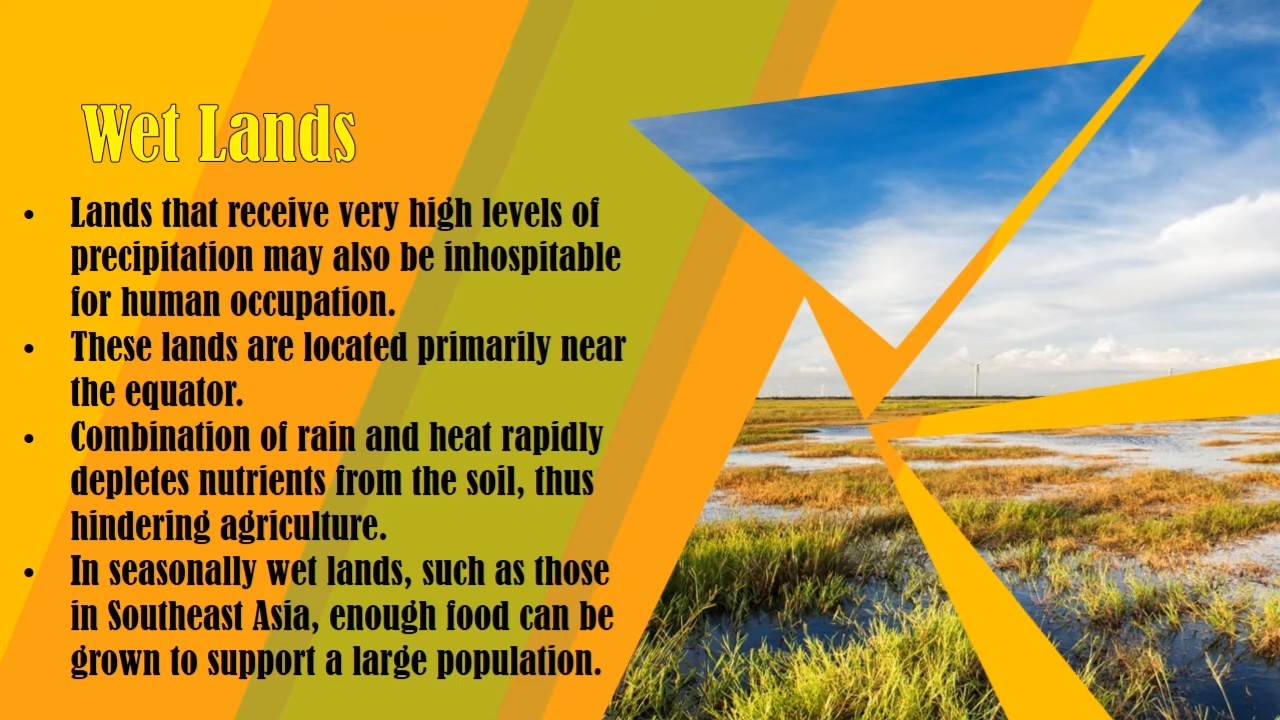 Wet Lands
• Lands that receive very high levels of
precipitation may also be inhospitable
for human occupation.
• These lands are located primarily near
the equator.
• Combination of rain and heat rapidly
depletes nutrients from the soil, thus
hindering agriculture.
• In seasonally wet lands, such as those
in Southeast Asia, enough food can be
grown to support a large population.